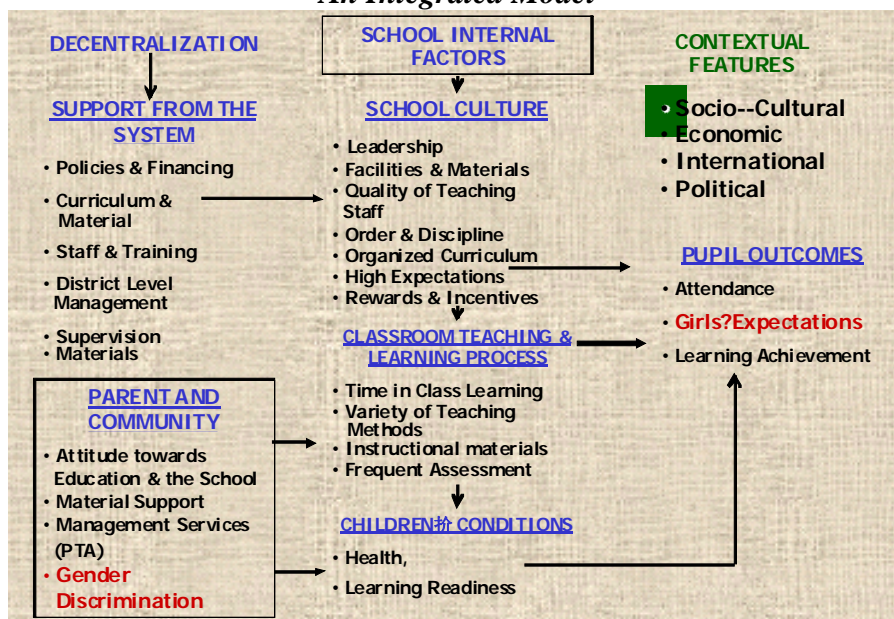 An Integrated Model
DECENTRALIZATION
SUPPORT FROM THE
SYSTEM
• Policies & Financing
• Curriculum &
Material
• Staff & Training
• District Level
Management
• Supervision
• Materials
PARENT AND
COMMUNITY
• Attitude towards
Education & the School
• Material Support
• Management Services
(PTA)
• Gender
Discrimination
SCHOOL INTERNAL
FACTORS
SCHOOL CULTURE
• Leadership
• Facilities & Materials
• Quality of Teaching
Staff
• Order & Discipline
• Organized Curriculum
• High Expectations
• Rewards & Incentives
CLASSROOM TEACHING &
LEARNING PROCESS
• Time in Class Learning
• Variety of Teaching
Methods
• Instructional materials
• Frequent Assessment
CHILDREN抯 CONDITIONS
• Health,
• Learning Readiness
CONTEXTUAL
FEATURES
• Socio--Cultural
• Economic
• International
• Political
PUPIL OUTCOMES
• Attendance
• Girls?Expectations
• Learning Achievement